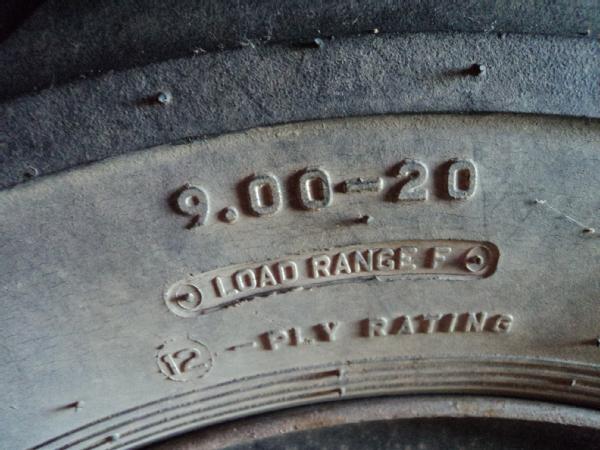 9.00-20
LOAD RANGE F
12-PLY RATING